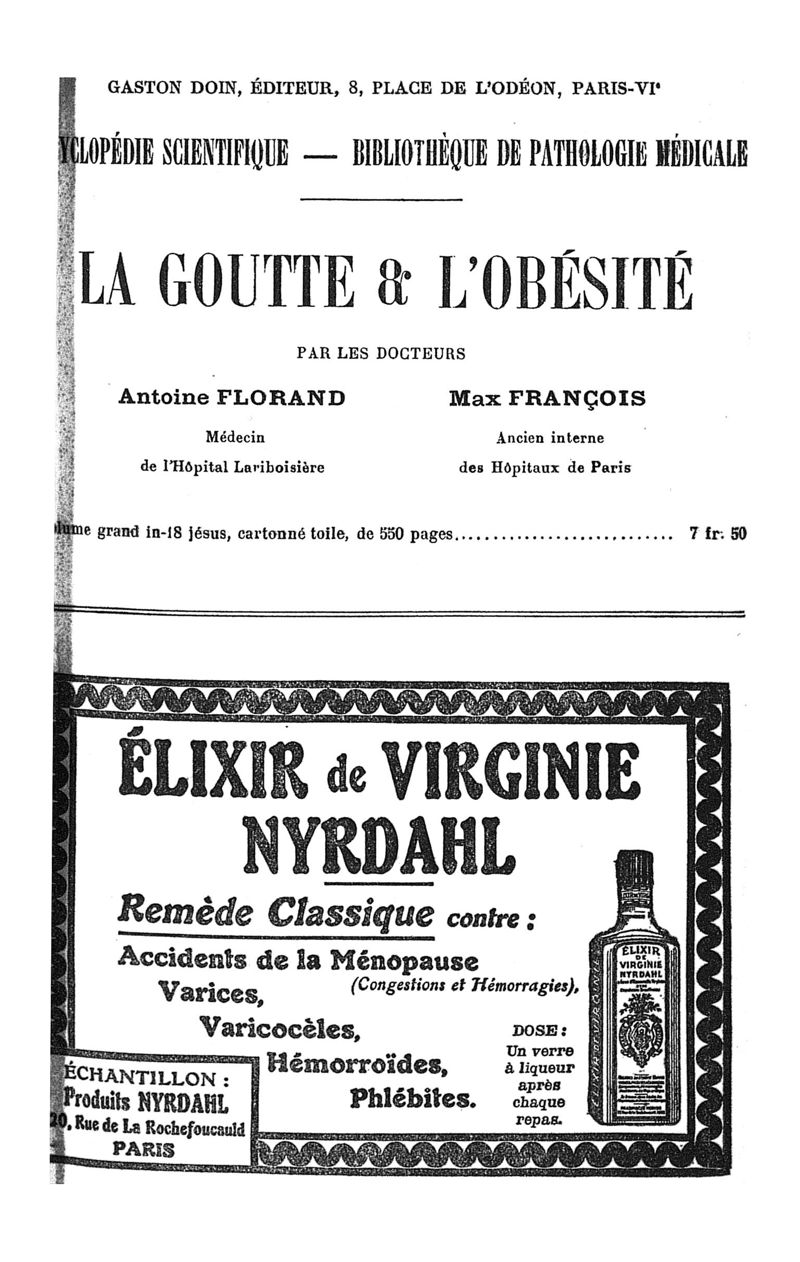 GASTON DOIN, ÉDITEUR, 8, PLACE DE L'ODÉON, PARIS-VIe
YCLOPÉDIE SCIENTIFIQUE — BIBLIOTHÈQUE DE PATHOLOGIE MÉDICALE
LA GOUTTE & L'OBÉSITÉ
PAR LES DOCTEURS
Antoine FLORAND
Médecin
de l'Hôpital Lariboisière
Max FRANÇOIS
Ancien interne
des Hôpitaux de Paris
lume grand in-18 jésus, cartonné toile, de 550 pages............................ 7 fr. 50
ÉLIXIR de VIRGINIE
NYRDAHL
Remède Classique contre :
Accidents de la Ménopause
(Congestions et Hémorragies),
Varices,
Varicocèles,
Hémorroïdes,
Phlébites.
DOSE :
Un verre
à liqueur
après
chaque
repas.
ÉCHANTILLON :
Produits NYRDAHL
20, Rue de La Rochefoucauld
PARIS
ÉLIXIR
DE
VIRGINIE
NYRDAHL